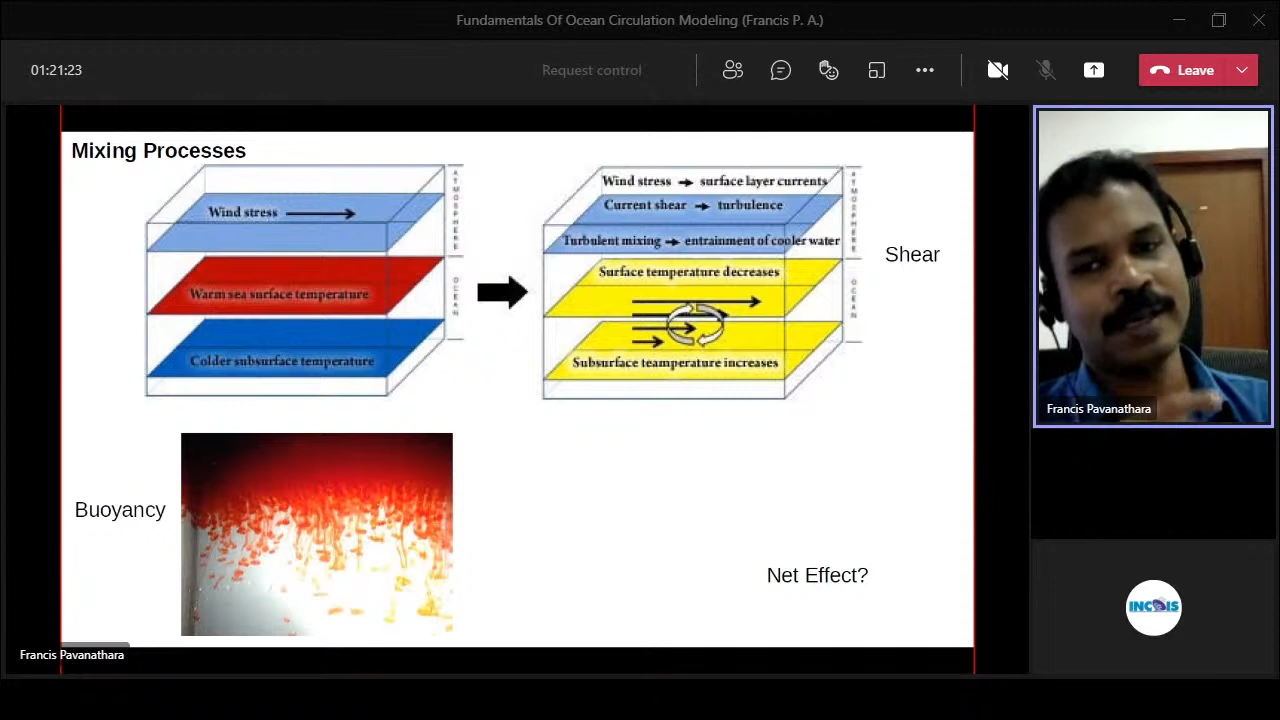 Fundamentals Of Ocean Circulation Modeling (Francis P. A.)
01:21:23
Request control
Leave
Mixing Processes
Wind stress
Warm sea surface temperature
Colder subsurface temperature
ATMOSPHERE
OCEAN
Wind stress → surface layer currents
Current shear → turbulence
Turbulent mixing → entrainment of cooler water
Surface temperature decreases
Subsurface teamperature increases
ATMOSPHERE
OCEAN
Shear
Buoyancy
Net Effect?
Francis Pavanathara
Francis Pavanathara
INCOIS